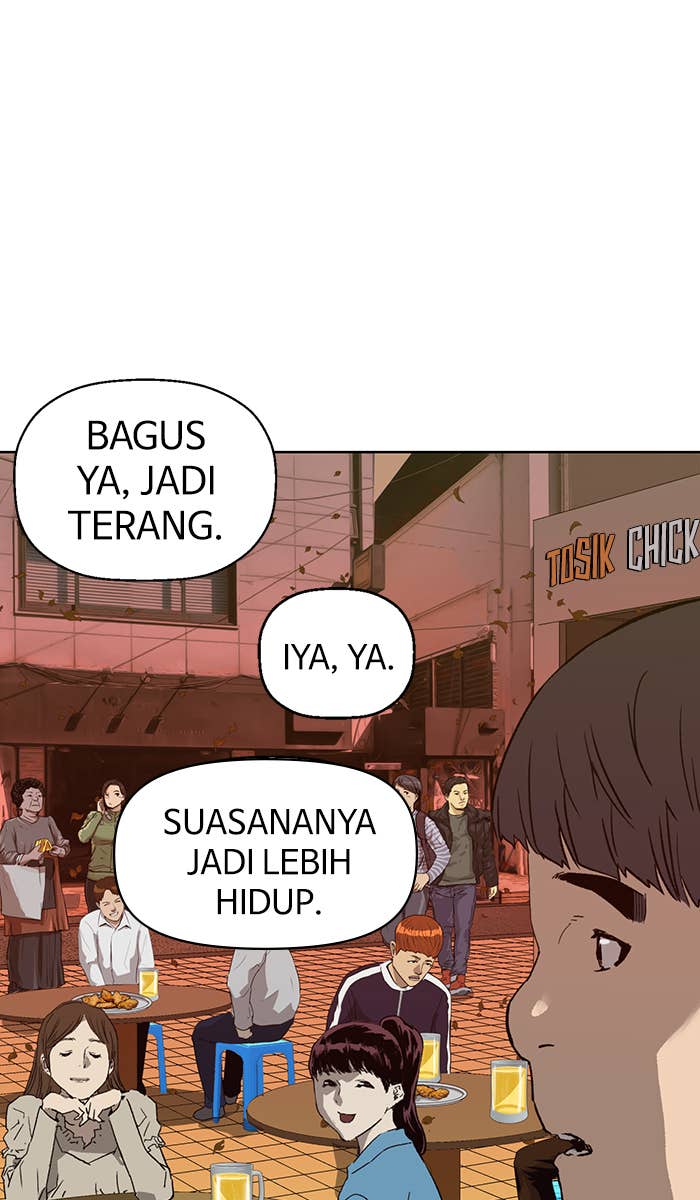 BAGUS
YA, JADI
TERANG.
TOSIK CHICK
IYA, YA.
SUASANANYA
JADI LEBIH
HIDUP.